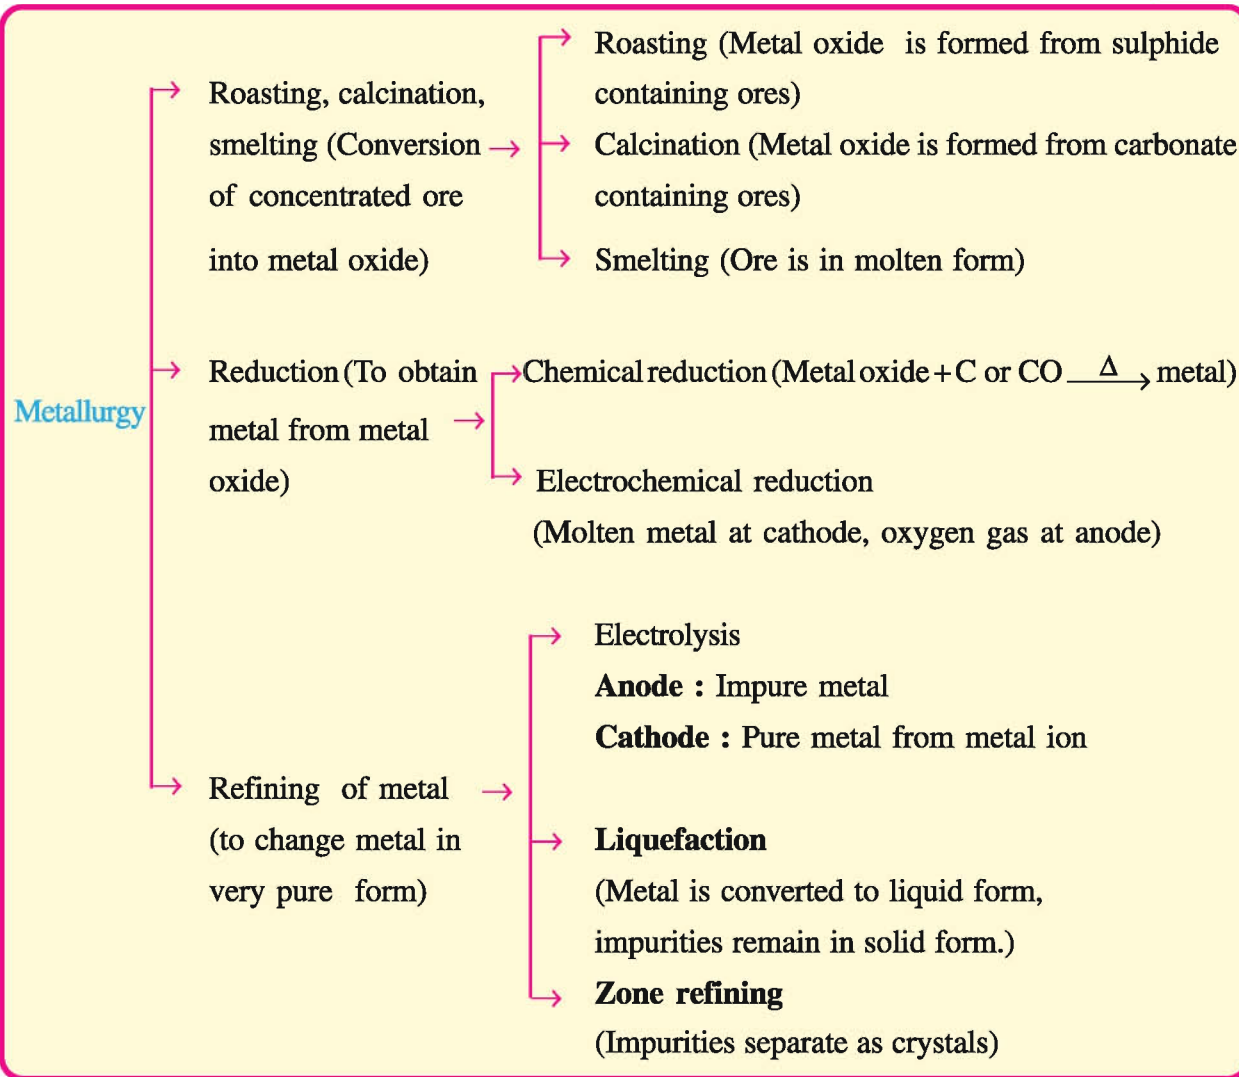 Metallurgy
Roasting, calcination,
smelting (Conversion
of concentrated ore
into metal oxide)
Roasting (Metal oxide is formed from sulphide
containing ores)
Calcination (Metal oxide is formed from carbonate
containing ores)
Smelting (Ore is in molten form)
Reduction (To obtain
metal from metal
oxide)
Chemical reduction (Metal oxide + C or CO —Δ→ metal)
Electrochemical reduction
(Molten metal at cathode, oxygen gas at anode)
Refining of metal
(to change metal in
very pure form)
Electrolysis
Anode : Impure metal
Cathode : Pure metal from metal ion
Liquefaction
(Metal is converted to liquid form,
impurities remain in solid form.)
Zone refining
(Impurities separate as crystals)